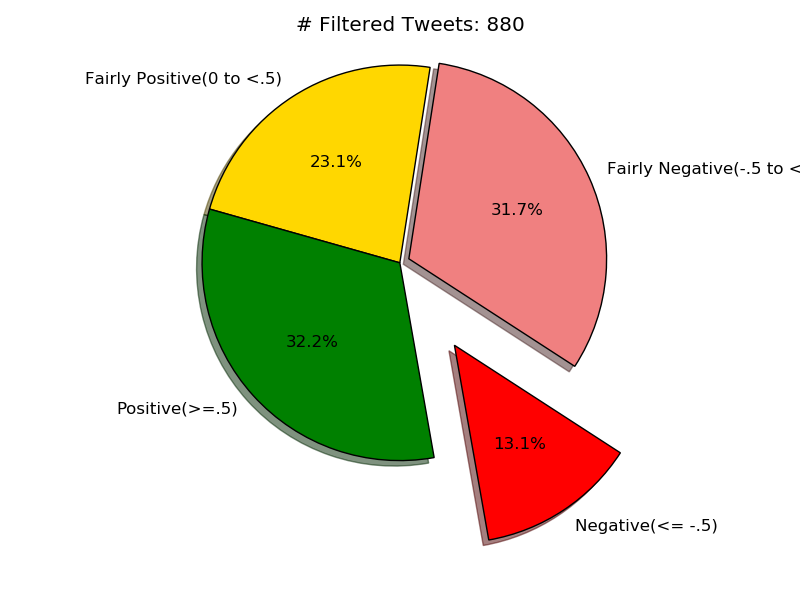 # Filtered Tweets: 880
Fairly Positive(0 to <.5)
23.1%
Fairly Negative(-.5 to <
31.7%
32.2%
Positive(>=.5)
13.1%
Negative(<= -.5)